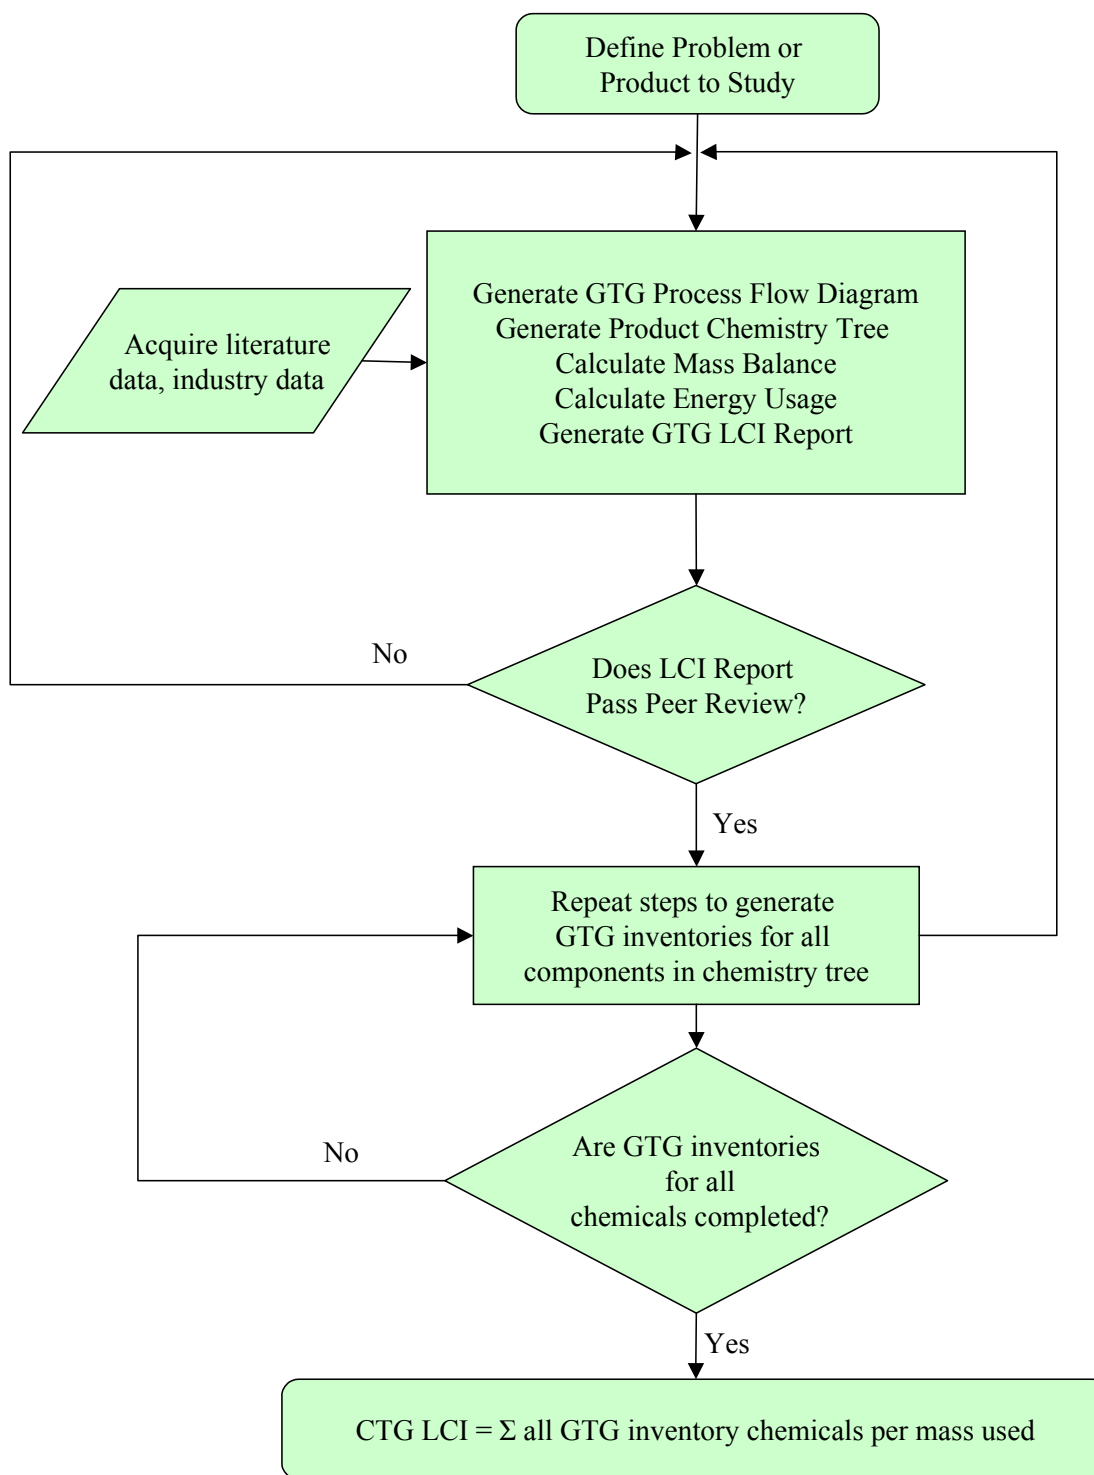 Define Problem or
Product to Study
Generate GTG Process Flow Diagram
Generate Product Chemistry Tree
Calculate Mass Balance
Calculate Energy Usage
Generate GTG LCI Report
Acquire literature
data, industry data
No
Does LCI Report
Pass Peer Review?
Yes
Repeat steps to generate
GTG inventories for all
components in chemistry tree
No
Are GTG inventories
for all
chemicals completed?
Yes
CTG LCI = Σ all GTG inventory chemicals per mass used